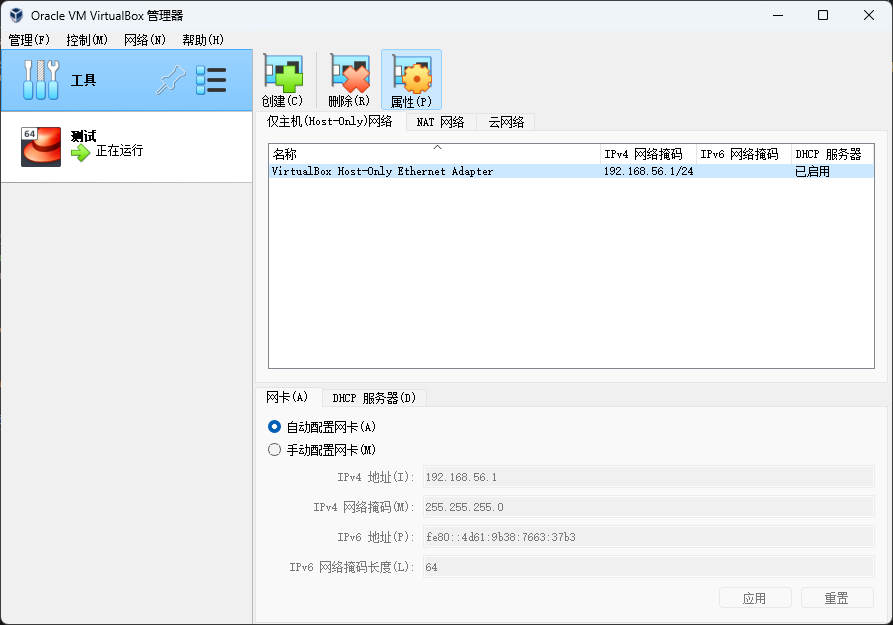 Oracle VM VirtualBox 管理器
管理(F) 控制(M) 网络(N) 帮助(H)
工具
创建(C) 删除(R) 属性(P)
64
测试
正在运行
仅主机(Host-Only)网络 NAT 网络 云网络
名称 IPv4 网络掩码 IPv6 网络掩码 DHCP 服务器
VirtualBox Host-Only Ethernet Adapter 192.168.56.1/24 已启用
网卡(A) DHCP 服务器(D)
自动配置网卡(A)
手动配置网卡(M)
IPv4 地址(I): 192.168.56.1
IPv4 网络掩码(M): 255.255.255.0
IPv6 地址(P): fe80::4d61:9b38:7663:37b3
IPv6 网络掩码长度(L): 64
应用 重置